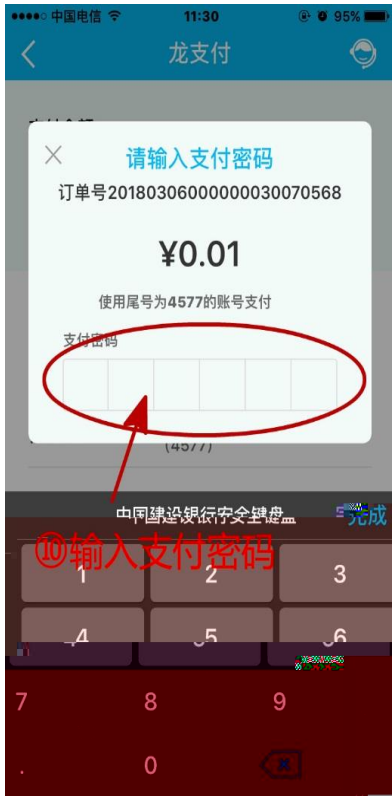 中国电信 11:30 95%
龙支付
请输入支付密码
订单号20180306000000030070568
¥0.01
使用尾号为4577的账号支付
支付密码
(4577)
中国建设银行安全键盘 完成
⑩输入支付密码
1 2 3
4 5 6
7 8 9
. 0